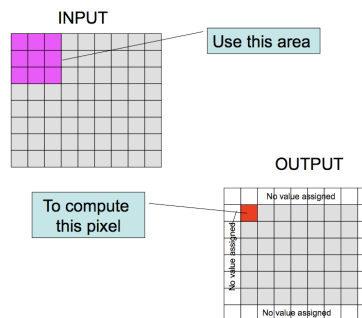 INPUT
Use this area
OUTPUT
No value assigned
To compute
this pixel
No value assigned
No value assigned